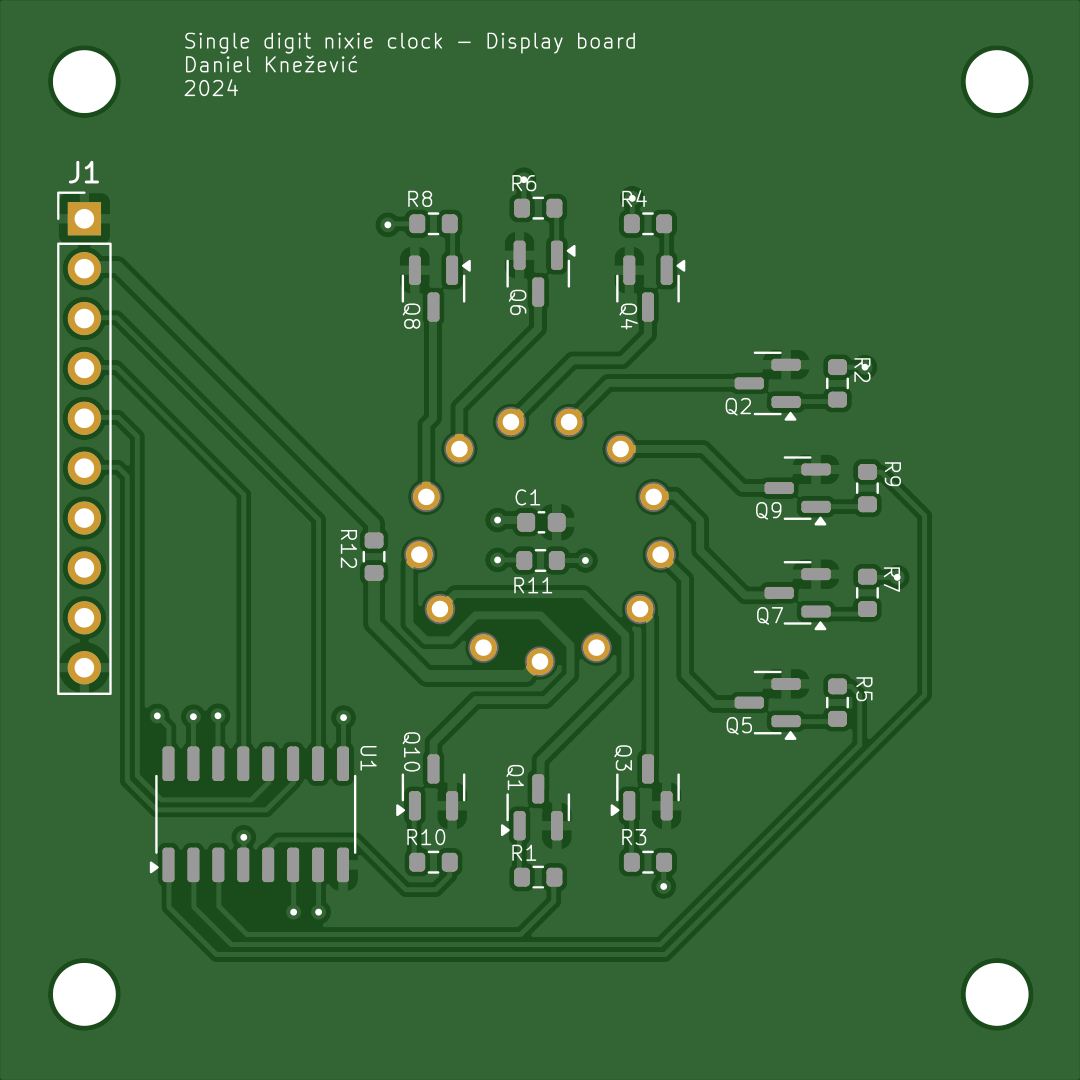 Single digit nixie clock – Display board
Daniel Knežević
2024
J1
R8
R6
R4
Q8
Q6
Q4
R2
Q2
R9
Q9
C1
R12
R11
R7
Q7
R5
Q5
U1
Q10
Q1
Q3
R10
R1
R3